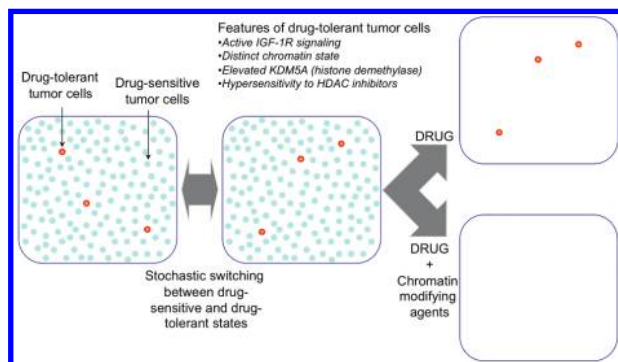 Features of drug-tolerant tumor cells
•Active IGF-1R signaling
•Distinct chromatin state
•Elevated KDM5A (histone demethylase)
•Hypersensitivity to HDAC inhibitors
Drug-tolerant
tumor cells
Drug-sensitive
tumor cells
Stochastic switching
between drug-
sensitive and drug-
tolerant states
DRUG
DRUG
+
Chromatin
modifying
agents